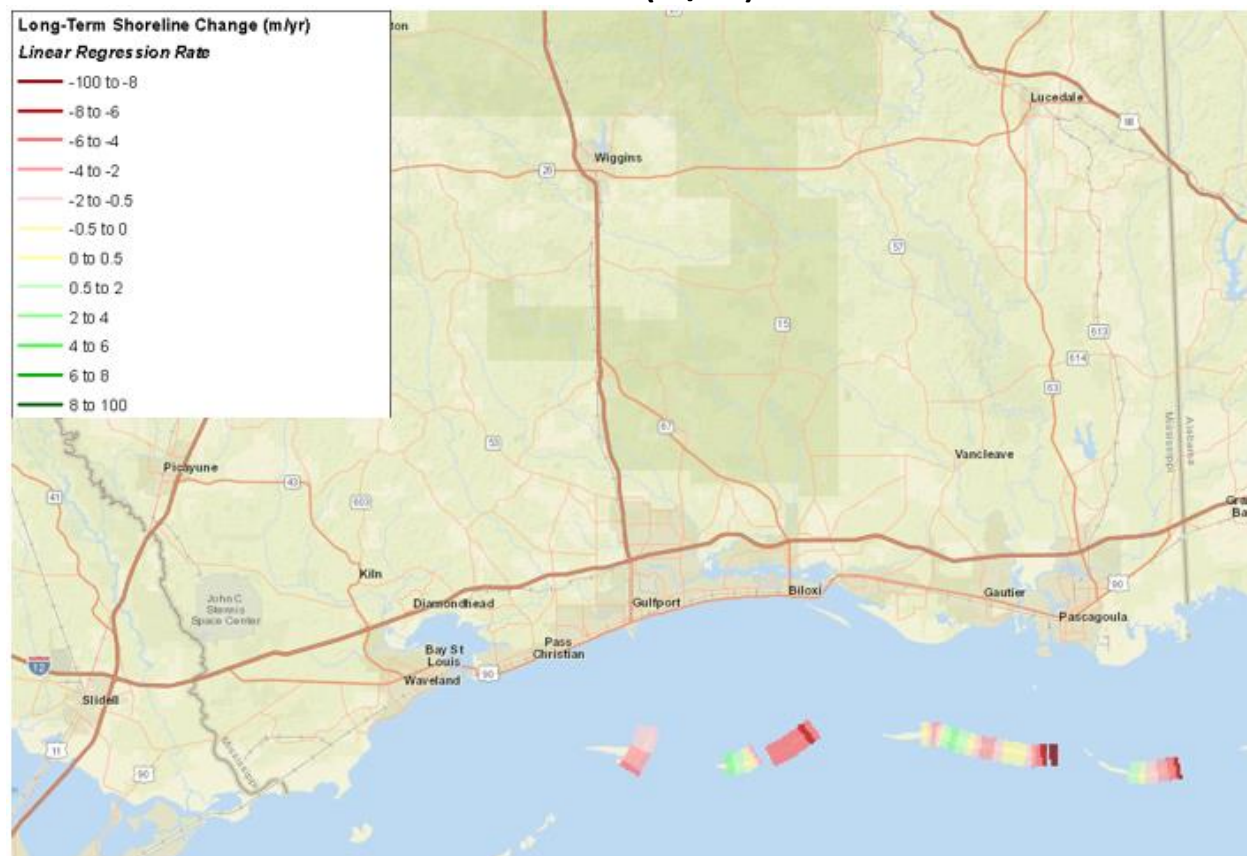 Long-Term Shoreline Change (m/yr)
Linear Regression Rate
-100 to -8
-8 to -6
-6 to -4
-4 to -2
-2 to -0.5
-0.5 to 0
0 to 0.5
0.5 to 2
2 to 4
4 to 6
6 to 8
8 to 100
ton
Lucedale
98
Wiggins
26
57
15
613
614
63
67
53
Mississippi
Alabama
Vancleave
Picayune
43
41
603
Gra
Ba
Kiln
John C
Stennis
Space Center
Diamondhead
Gulfport
Biloxi
Gautier
90
Pascagoula
Bay St
Louis
Pass
Christian
90
Waveland
12
Slidell
11
90
Mississippi